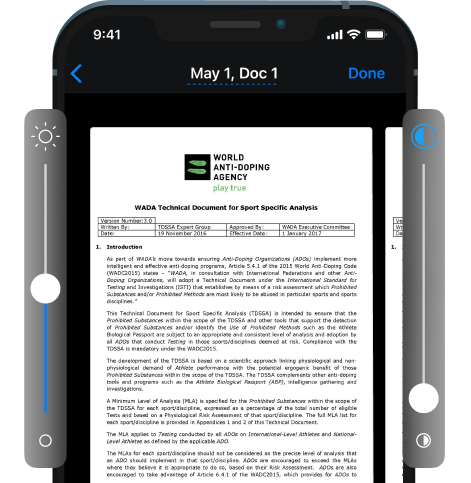 9:41
May 1, Doc 1
Done
WORLD
ANTI-DOPING
AGENCY
play true
WADA Technical Document for Sport Specific Analysis
Version Number: 3.0
Written By: TDSSA Expert Group Approved By: WADA Executive Committee
Date: 19 November 2016 Effective Date: 1 January 2017
1. Introduction
As part of WADA's move towards ensuring Anti-Doping Organizations (ADOs) implement more
intelligent and effective anti-doping programs, Article 5.4.1 of the 2015 World Anti-Doping Code
(WADC2015) states – "WADA, in consultation with International Federations and other Anti-
Doping Organizations, will adopt a Technical Document under the International Standard for
Testing and Investigations (ISTI) that establishes by means of a risk assessment which Prohibited
Substances and/or Prohibited Methods are most likely to be abused in particular sports and sports
disciplines."
This Technical Document for Sport Specific Analysis (TDSSA) is intended to ensure that the
Prohibited Substances within the scope of the TDSSA and other tools that support the detection
of Prohibited Substances and/or identify the Use of Prohibited Methods such as the Athlete
Biological Passport are subject to an appropriate and consistent level of analysis and adoption by
all ADOs that conduct Testing in those sports/disciplines deemed at risk. Compliance with the
TDSSA is mandatory under the WADC2015.
The development of the TDSSA is based on a scientific approach linking physiological and non-
physiological demand of Athlete performance with the potential ergogenic benefit of those
Prohibited Substances within the scope of the TDSSA. The TDSSA complements other anti-doping
tools and programs such as the Athlete Biological Passport (ABP), intelligence gathering and
investigations.
A Minimum Level of Analysis (MLA) is specified for the Prohibited Substances within the scope of
the TDSSA for each sport/discipline, expressed as a percentage of the total number of eligible
Tests and based on a Physiological Risk Assessment of that sport/discipline. The full MLA list for
each sport/discipline is provided in Appendices 1 and 2 of this Technical Document.
The MLA applies to Testing conducted by all ADOs on International-Level Athletes and National-
Level Athletes as defined by the applicable ADO.
The MLAs for each sport/discipline should not be considered as the precise level of analysis that
an ADO should implement in that sport/discipline. ADOs are encouraged to exceed the MLAs
where they believe it is appropriate to do so, based on their Risk Assessment. ADOs are also
encouraged to take advantage of Article 6.4.1 of the WADC2015, which provides for ADOs to
Ve
1.